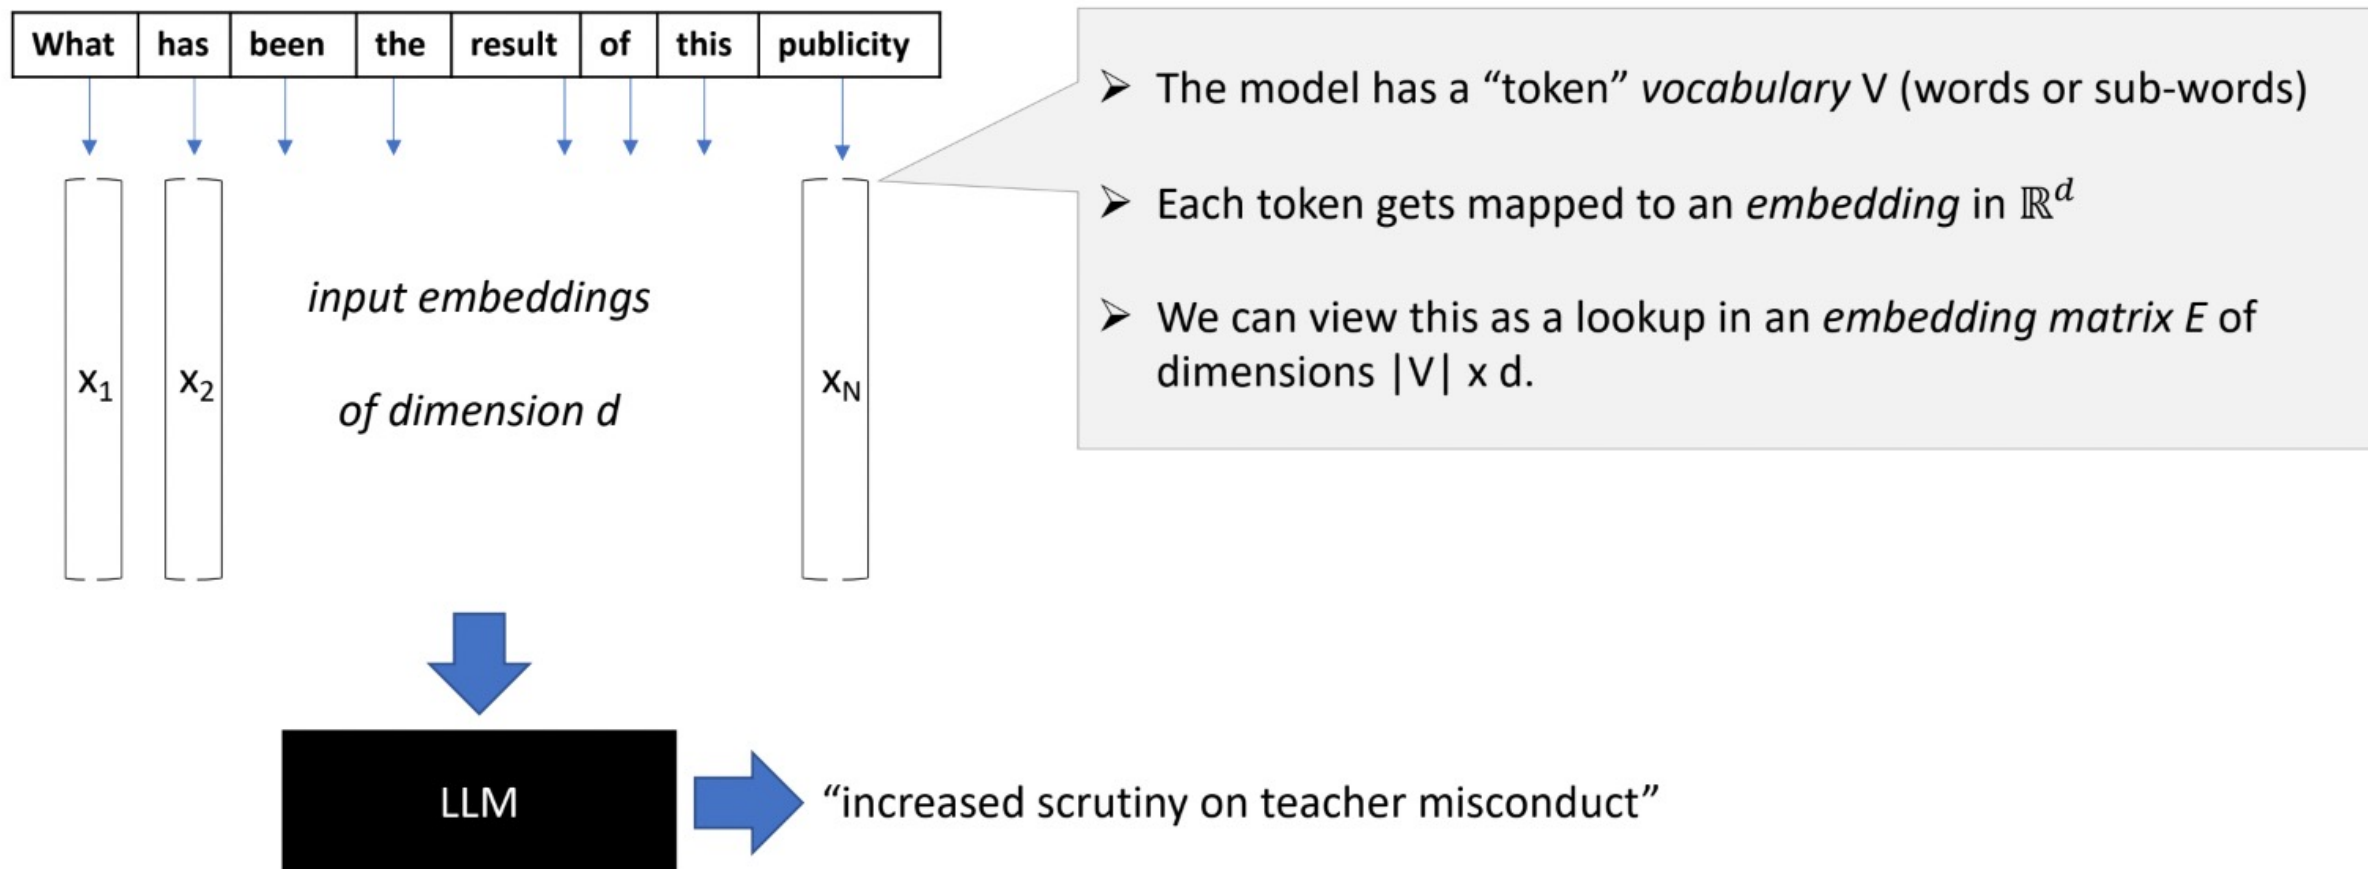 What has been the result of this publicity
➢ The model has a “token” vocabulary V (words or sub-words)
➢ Each token gets mapped to an embedding in ℝᵈ
➢ We can view this as a lookup in an embedding matrix E of
dimensions |V| x d.
input embeddings
of dimension d
x₁ x₂ x_N
LLM
“increased scrutiny on teacher misconduct”